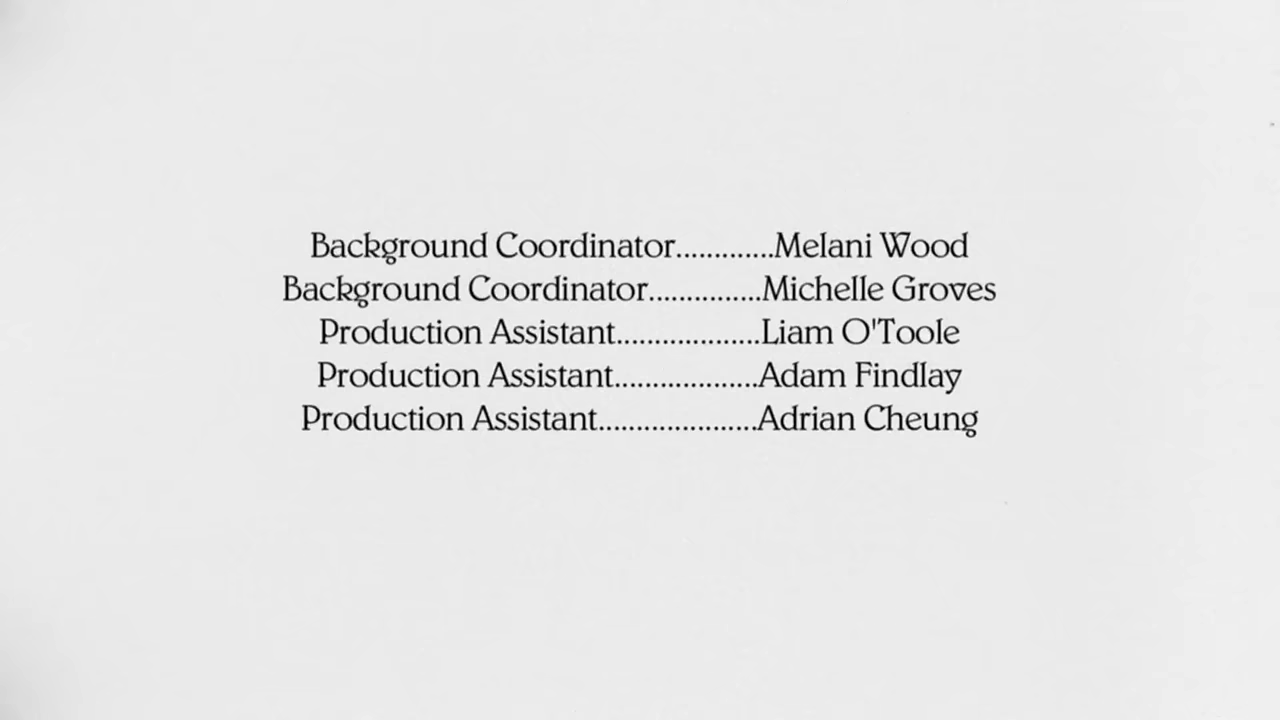 Background Coordinator.............Melani Wood
Background Coordinator...............Michelle Groves
Production Assistant...................Liam O'Toole
Production Assistant...................Adam Findlay
Production Assistant.....................Adrian Cheung